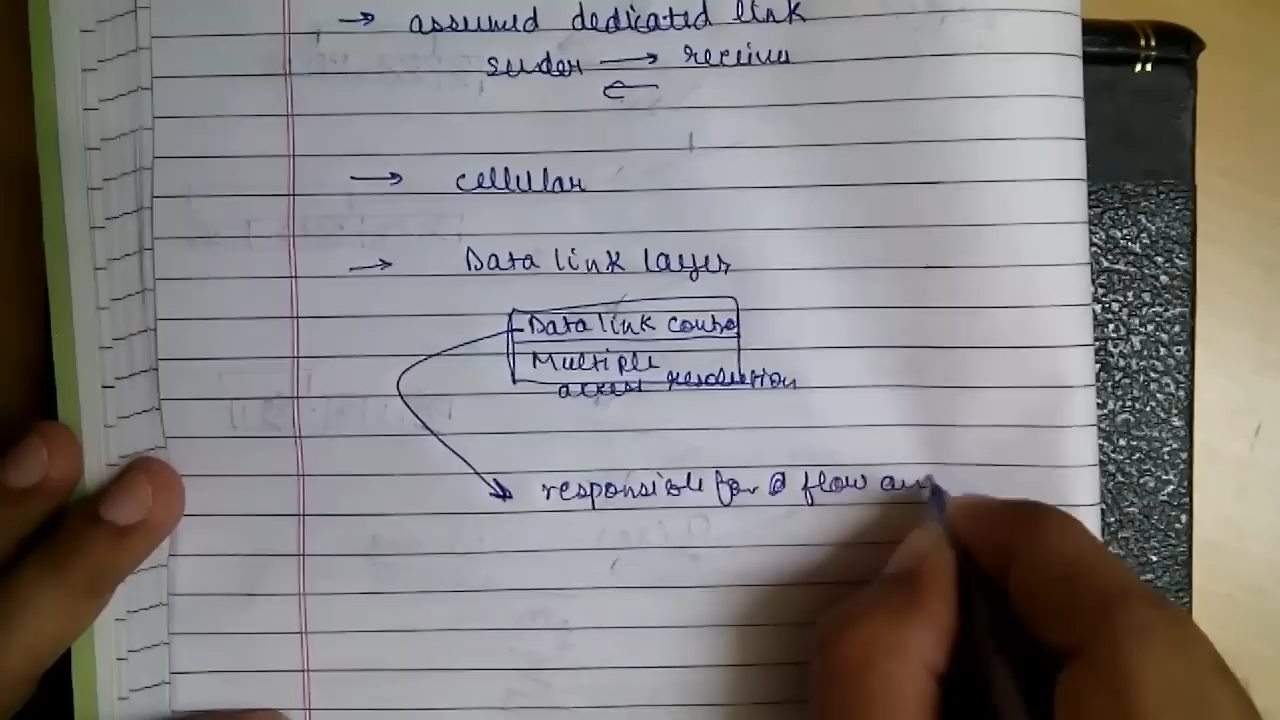 → assumed dedicated link
sender → receiver
←
→ cellular
→ Data link layer
Data link control
Multiple
access resolution
responsible for flow an